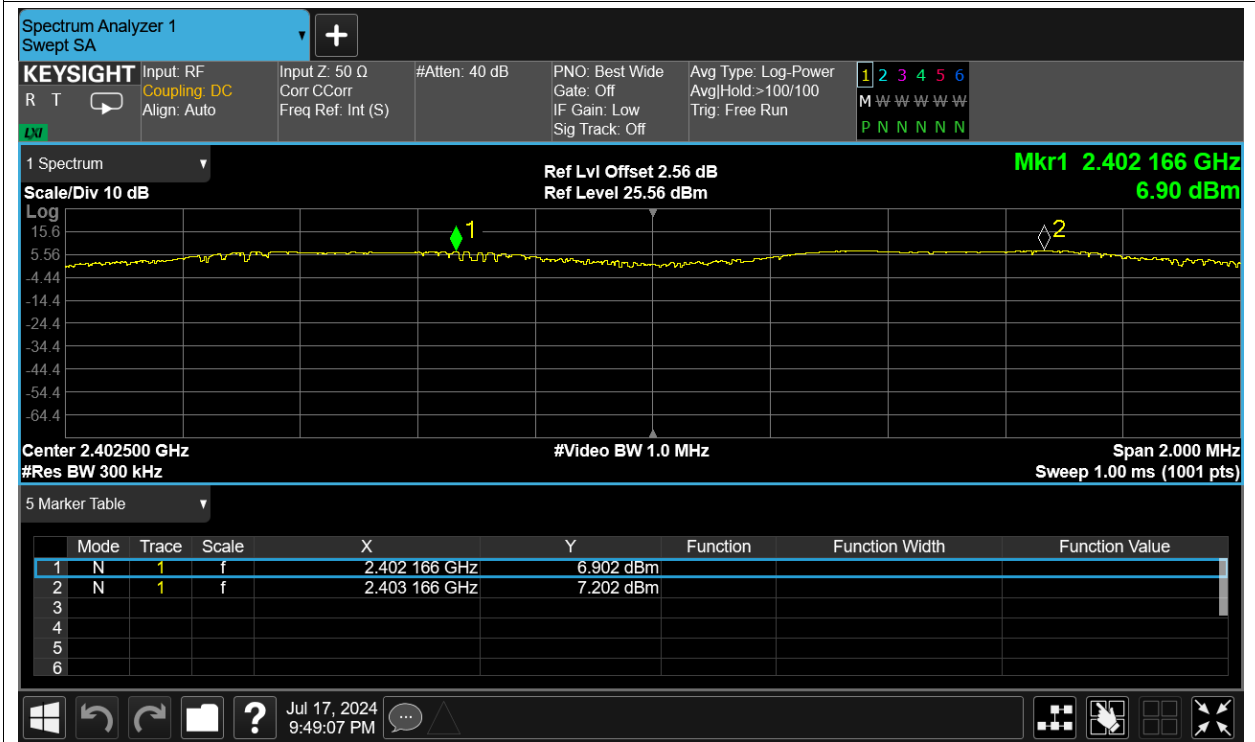 Spectrum Analyzer 1
Swept SA
+
KEYSIGHT Input: RF Input Z: 50 Ω #Atten: 40 dB PNO: Best Wide Avg Type: Log-Power 1 2 3 4 5 6
R T Coupling: DC Corr CCorr Gate: Off Avg|Hold:>100/100 M W W W W W
Align: Auto Freq Ref: Int (S) IF Gain: Low Trig: Free Run
LXI Sig Track: Off P N N N N N
1 Spectrum Ref Lvl Offset 2.56 dB Mkr1 2.402 166 GHz
Scale/Div 10 dB Ref Level 25.56 dBm 6.90 dBm
Log
15.6 1 2
5.56
-4.44
-14.4
-24.4
-34.4
-44.4
-54.4
-64.4
Center 2.402500 GHz #Video BW 1.0 MHz Span 2.000 MHz
#Res BW 300 kHz Sweep 1.00 ms (1001 pts)
5 Marker Table
Mode Trace Scale X Y Function Function Width Function Value
1 N 1 f 2.402 166 GHz 6.902 dBm
2 N 1 f 2.403 166 GHz 7.202 dBm
3
4
5
6
? Jul 17, 2024
9:49:07 PM